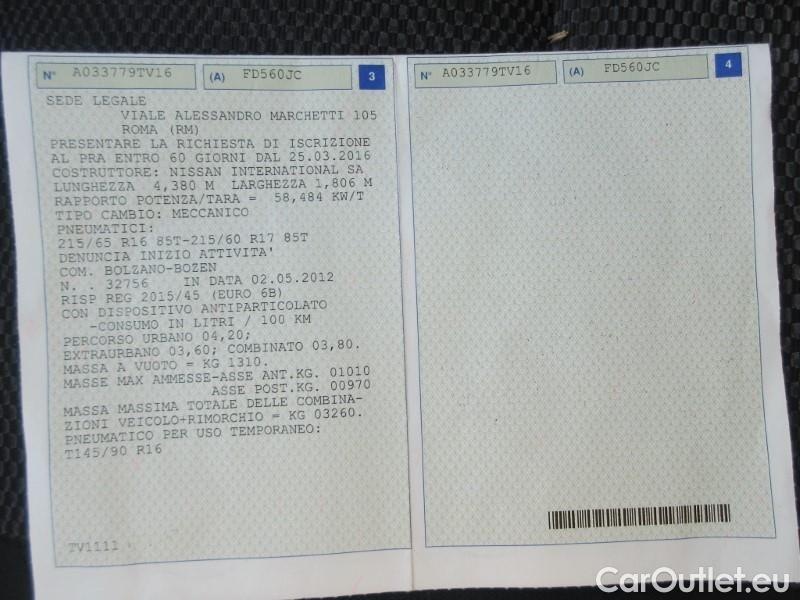 N° A033779TV16 (A) FD560JC 3
SEDE LEGALE
VIALE ALESSANDRO MARCHETTI 105
ROMA (RM)
PRESENTARE LA RICHIESTA DI ISCRIZIONE
AL PRA ENTRO 60 GIORNI DAL 25.03.2016
COSTRUTTORE: NISSAN INTERNATIONAL SA
LUNGHEZZA 4,380 M LARGHEZZA 1,806 M
RAPPORTO POTENZA/TARA = 58,484 KW/T
TIPO CAMBIO: MECCANICO
PNEUMATICI:
215/65 R16 85T-215/60 R17 85T
DENUNCIA INIZIO ATTIVITA'
COM. BOLZANO-BOZEN
N. . 32756 IN DATA 02.05.2012
RISP REG 2015/45 (EURO 6B)
CON DISPOSITIVO ANTIPARTICOLATO
-CONSUMO IN LITRI / 100 KM
PERCORSO URBANO 04,20;
EXTRAURBANO 03,60; COMBINATO 03,80.
MASSA A VUOTO = KG 1310.
MASSE MAX AMMESSE-ASSE ANT.KG. 01010
ASSE POST.KG. 00970
MASSA MASSIMA TOTALE DELLE COMBINA-
ZIONI VEICOLO+RIMORCHIO = KG 03260.
PNEUMATICO PER USO TEMPORANEO:
T145/90 R16
TV1111
N° A033779TV16 (A) FD560JC 4
CarOutlet.eu